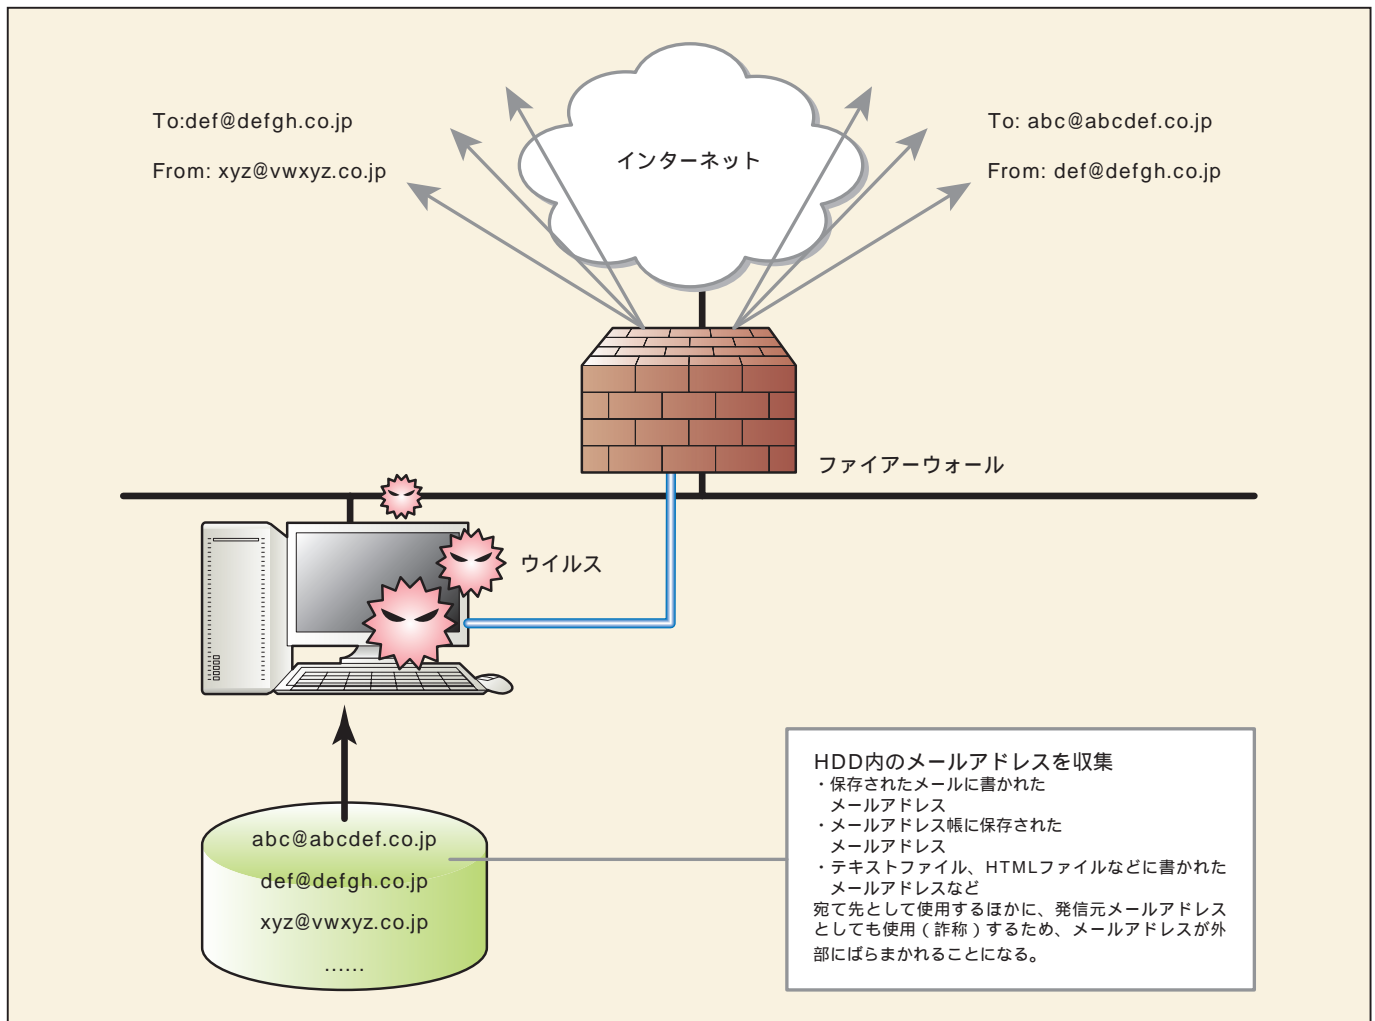 To:def@defgh.co.jp
From: xyz@vwxyz.co.jp
インターネット
To: abc@abcdef.co.jp
From: def@defgh.co.jp
ファイアーウォール
ウイルス
abc@abcdef.co.jp
def@defgh.co.jp
xyz@vwxyz.co.jp
......
HDD内のメールアドレスを収集
・保存されたメールに書かれた
メールアドレス
・メールアドレス帳に保存された
メールアドレス
・テキストファイル、HTMLファイルなどに書かれた
メールアドレスなど
宛て先として使用するほかに、発信元メールアドレス
としても使用（詐称）するため、メールアドレスが外
部にばらまかれることになる。